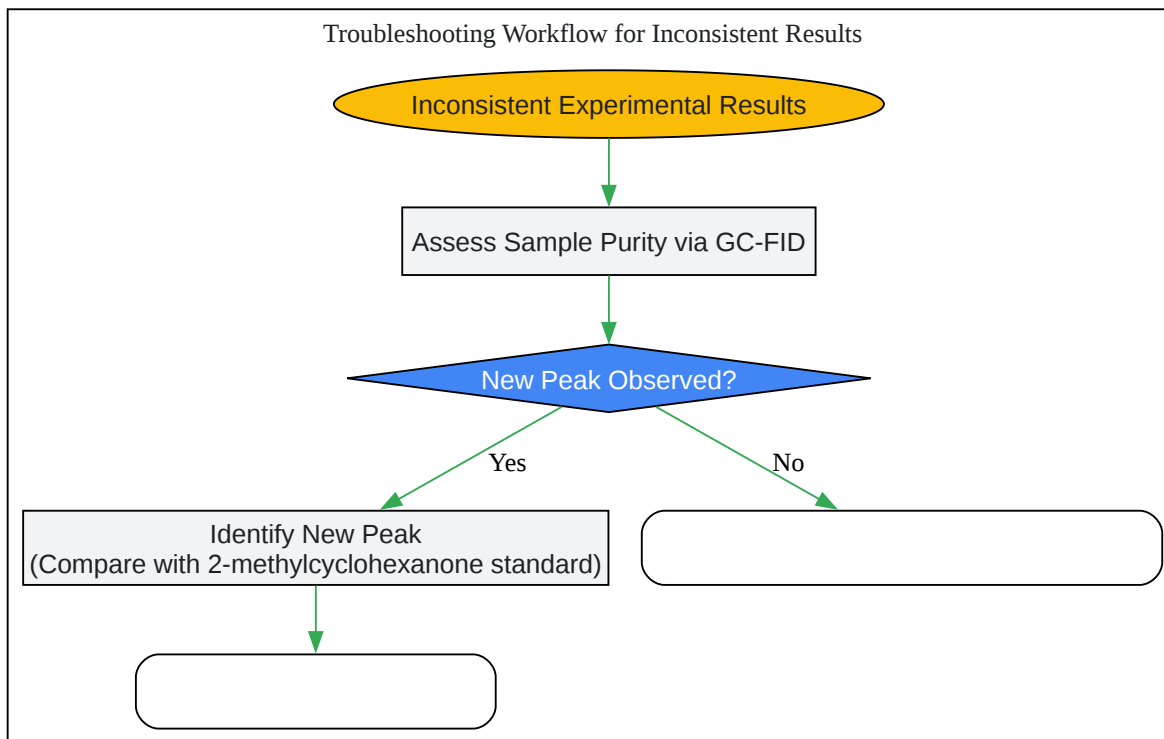 Troubleshooting Workflow for Inconsistent Results
Inconsistent Experimental Results
Assess Sample Purity via GC-FID
New Peak Observed?
Yes
No
Identify New Peak
(Compare with 2-methylcyclohexanone standard)